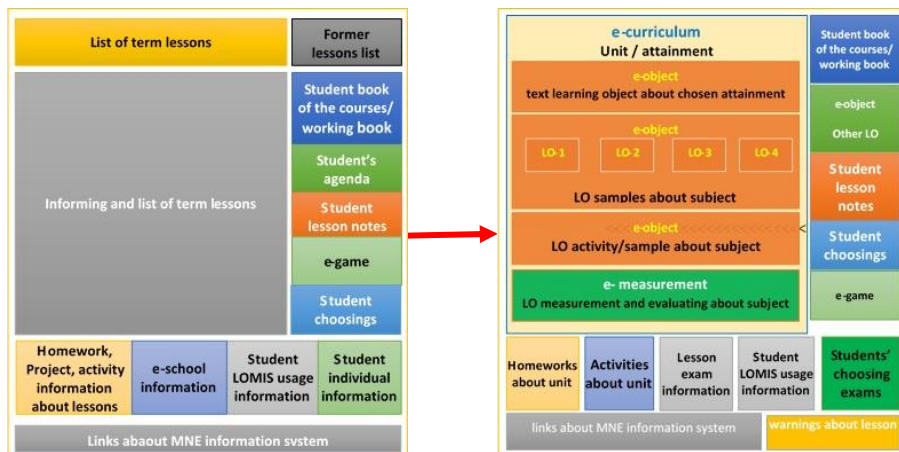 List of term lessons
Former
lessons list
Informing and list of term lessons
Student book
of the courses/
working book
Student's
agenda
Student
lesson notes
e-game
Student
choosings
Homework,
Project, activity
information
about lessons
e-school
information
Student
LOMIS usage
information
Student
individual
information
Links abaout MNE information svstem
e-curriculum
Unit / attainment
e-object
text learning object about chosen attainment
e-object
LO-1
LO-2
LO-3
LO-4
LO samples about subject
e-object
LO activity/sample about subject
e- measurement
LO measurement and evaluating about subject
Student book
of the courses/
working book
e-object
Other LO
Student
lesson
notes
Student
choosings
e-game
Homeworks
about unit
Activities
about unit
Lesson
exam
information
Student
LOMIS usage
information
Students'
choosing
exams
links about MNE information system
warnings about lesson